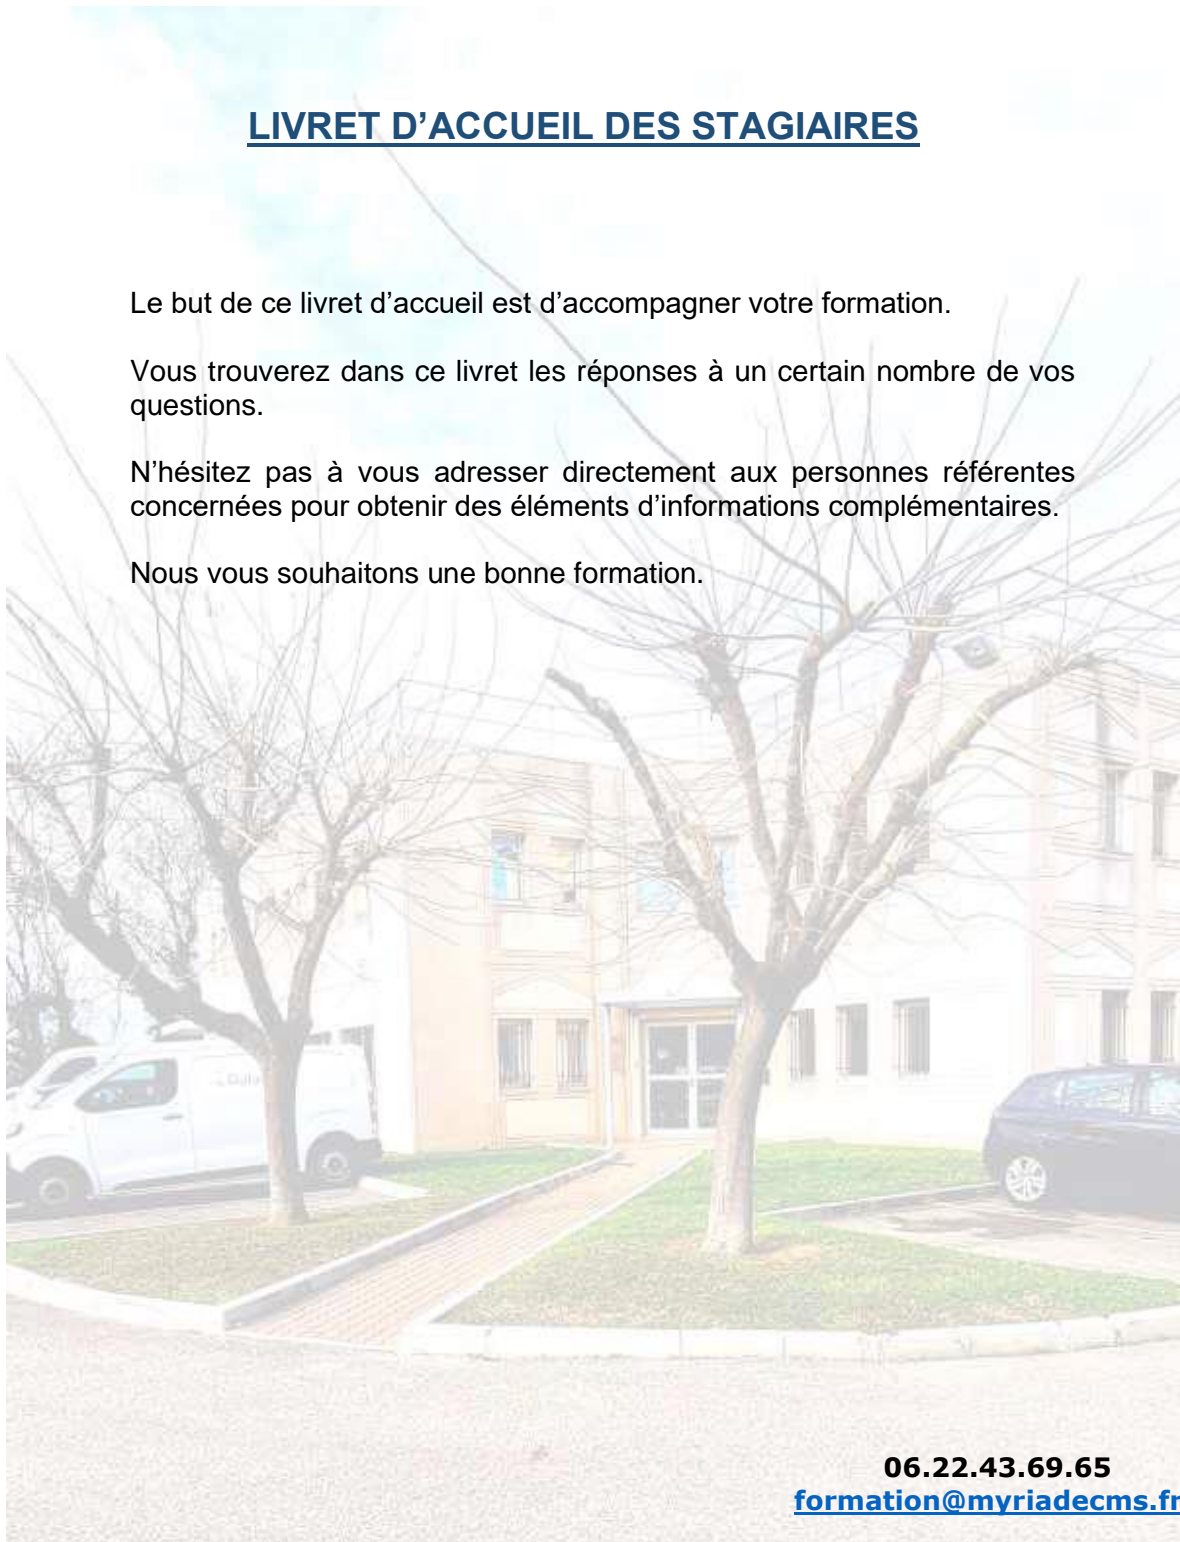 LIVRET D’ACCUEIL DES STAGIAIRES
Le but de ce livret d’accueil est d’accompagner votre formation.
Vous trouverez dans ce livret les réponses à un certain nombre de vos
questions.
N’hésitez pas à vous adresser directement aux personnes référentes
concernées pour obtenir des éléments d’informations complémentaires.
Nous vous souhaitons une bonne formation.
06.22.43.69.65
formation@myriadecms.fr